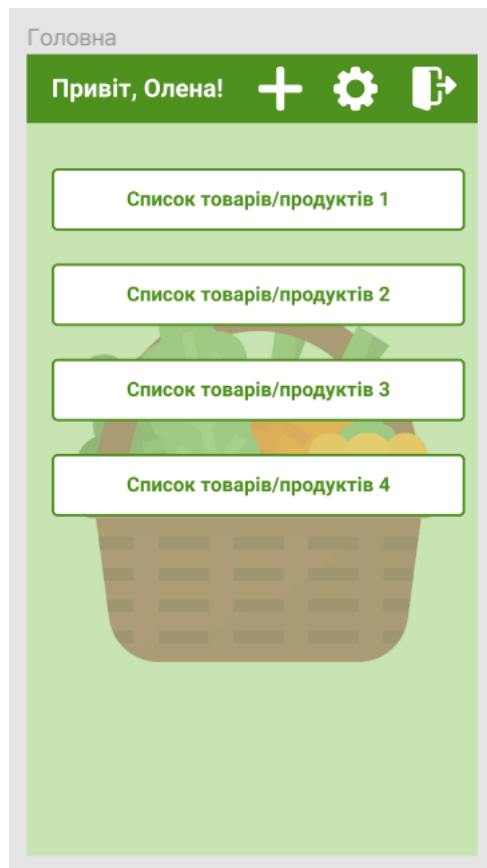 Головна
Привіт, Олена!
Список товарів/продуктів 1
Список товарів/продуктів 2
Список товарів/продуктів 3
Список товарів/продуктів 4